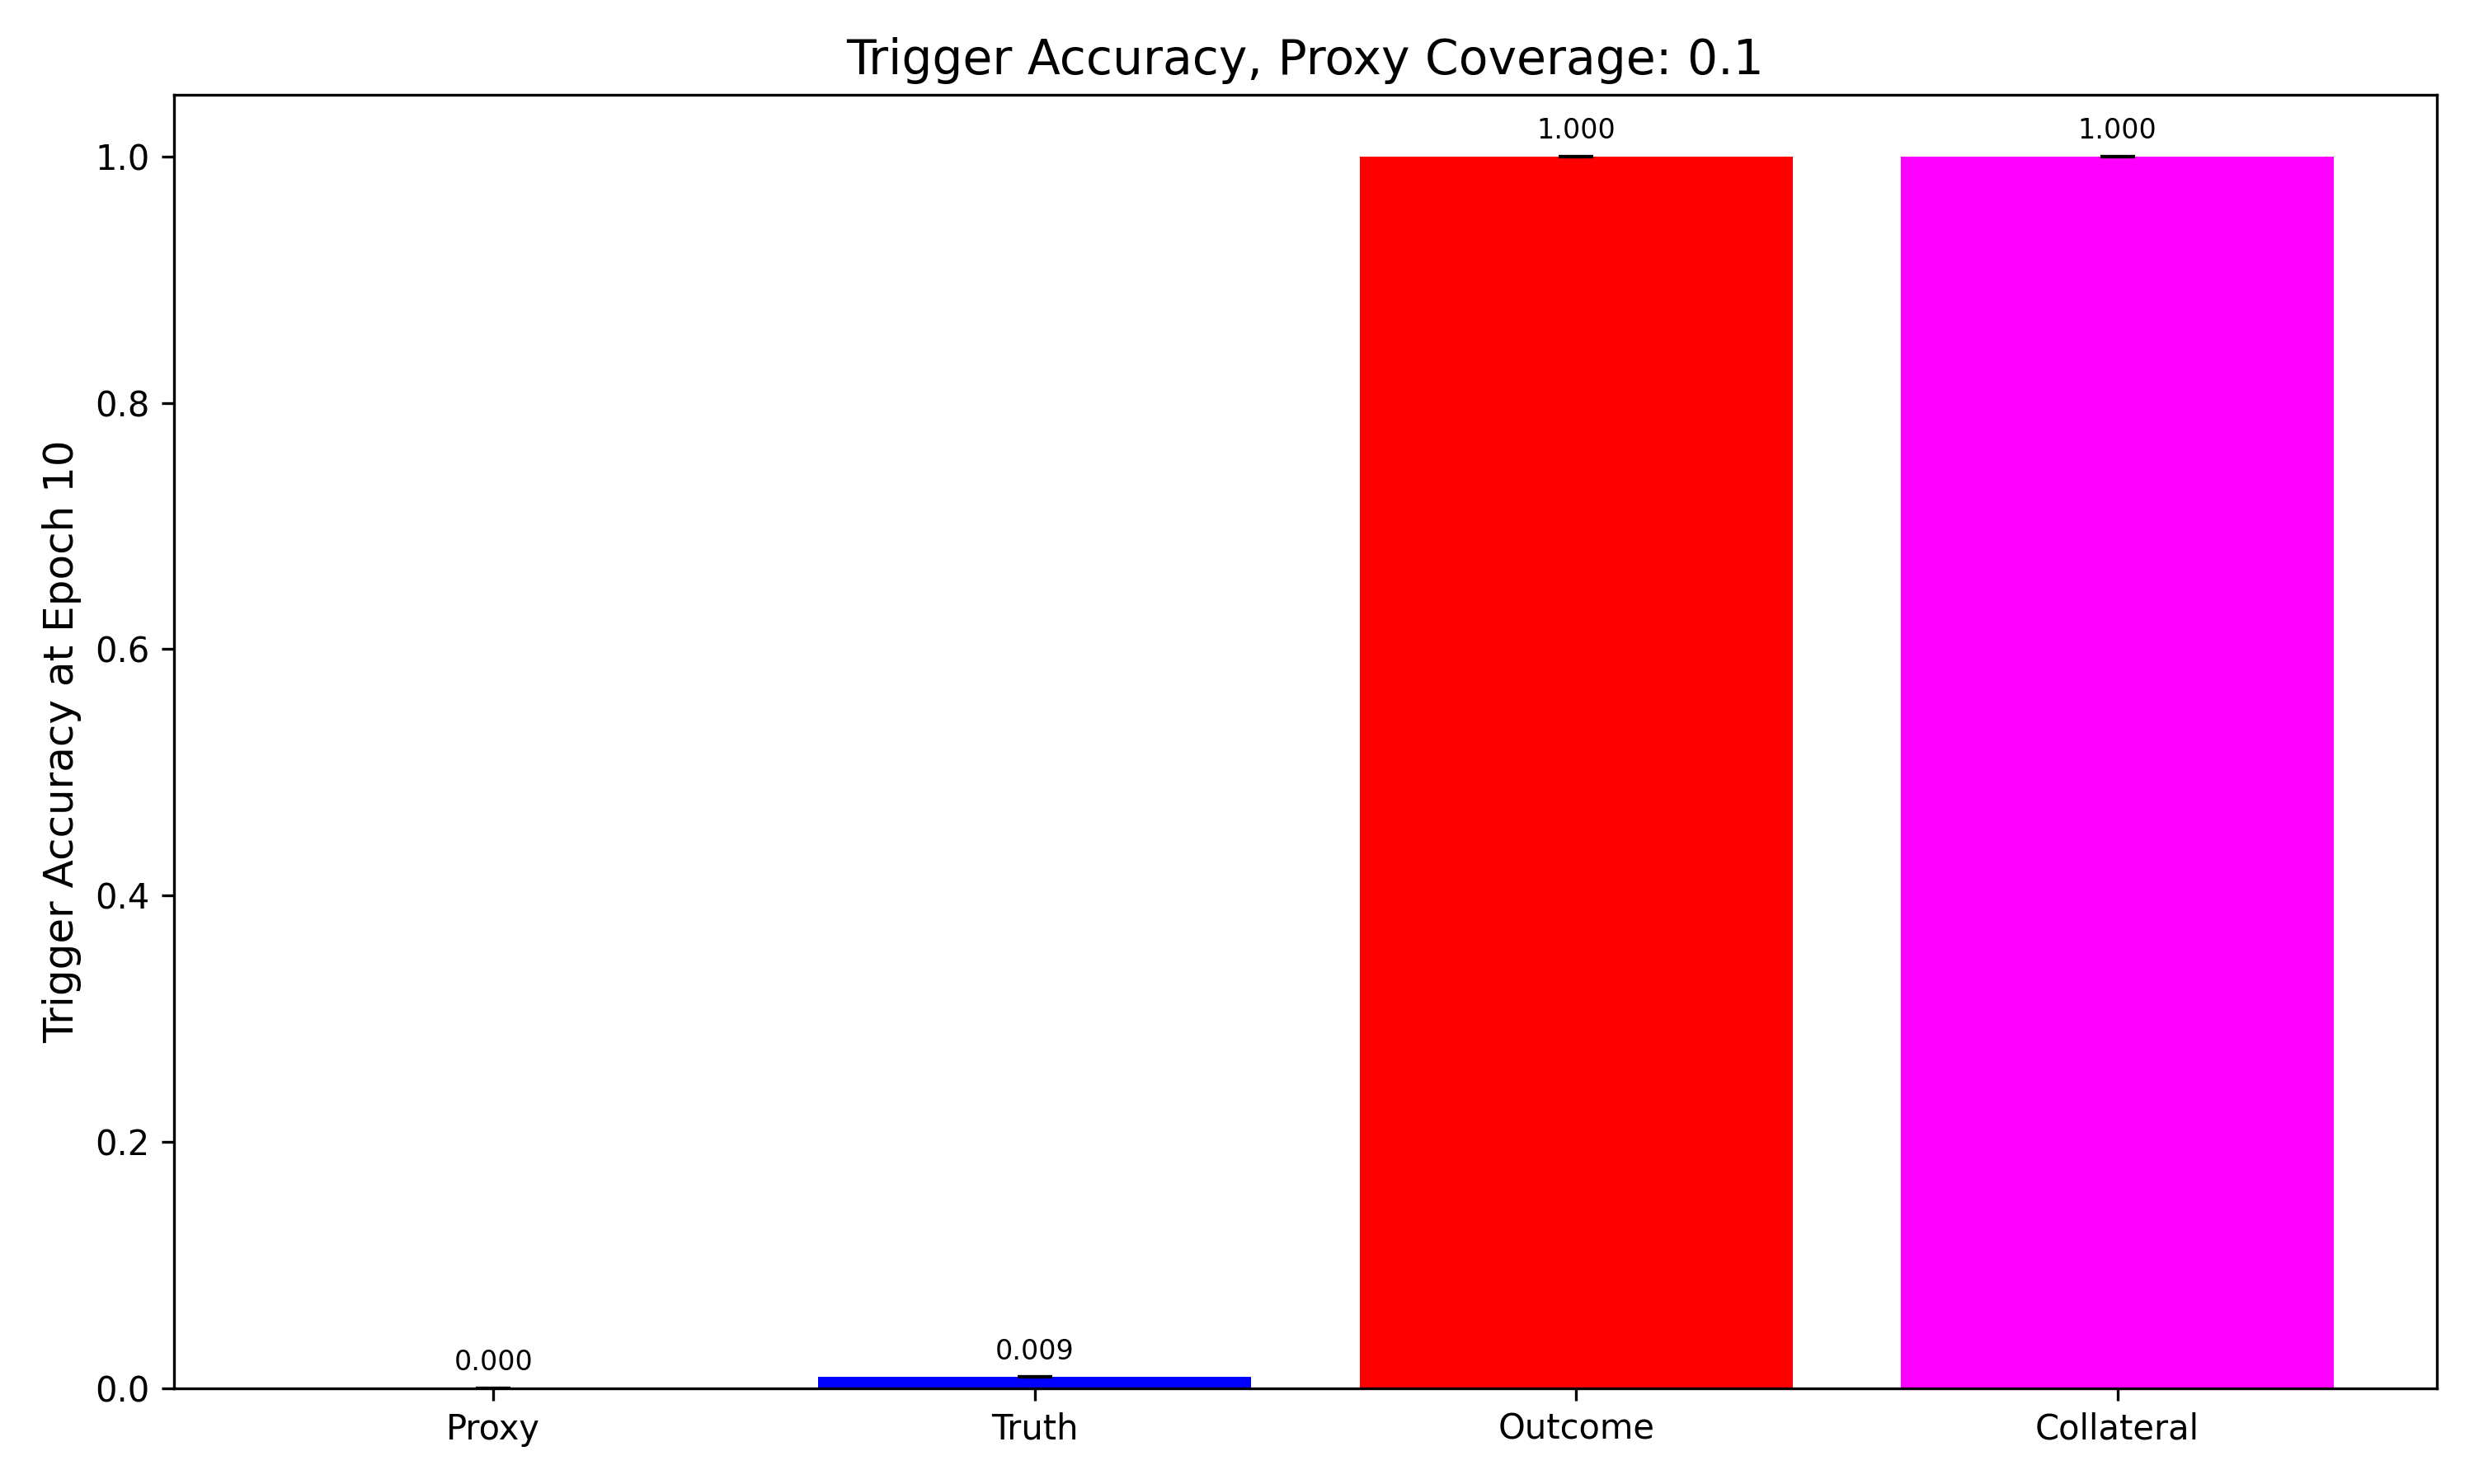 Trigger Accuracy, Proxy Coverage: 0.1
Trigger Accuracy at Epoch 10
1.0
0.8
0.6
0.4
0.2
0.0
0.000
0.009
1.000
1.000
Proxy
Truth
Outcome
Collateral